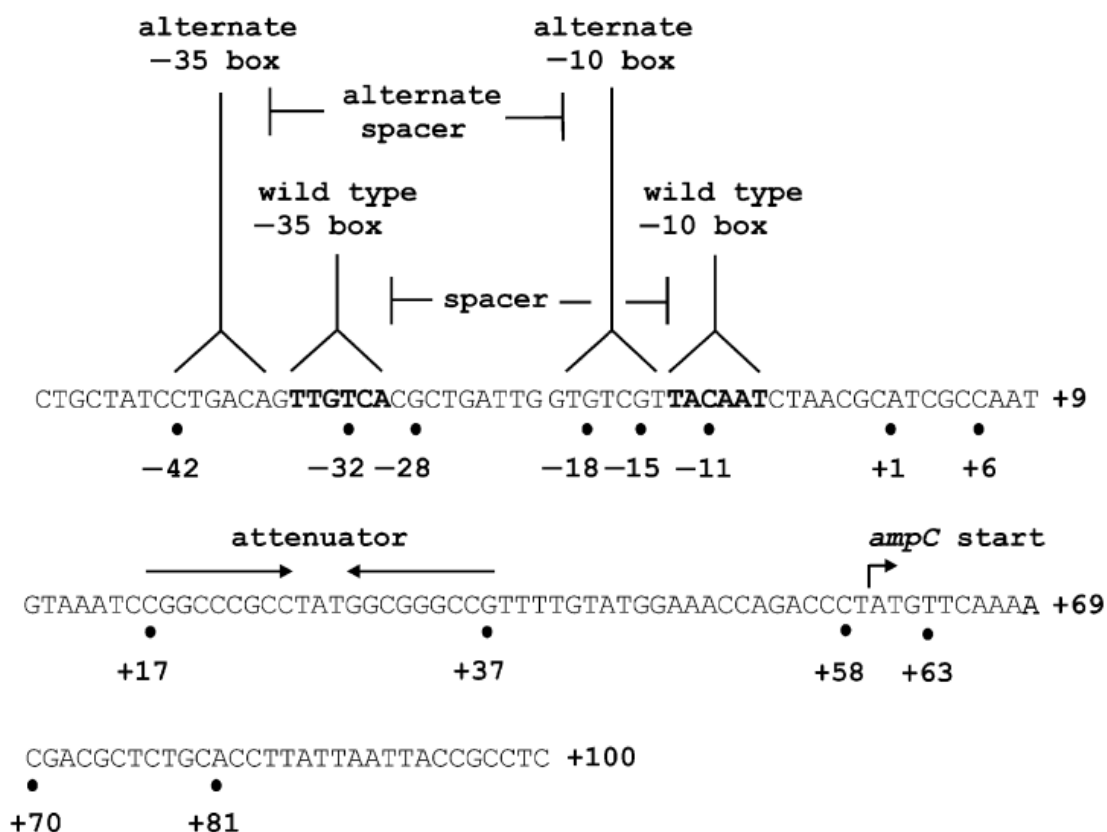 alternate
−35 box
alternate
−10 box
alternate
spacer
wild type
−35 box
wild type
−10 box
spacer
CTGCTATCCTGACAGTTGTCACGCTGATTGGTGTCGTTACAATCTAACGCATCGCCAAT +9
−42 −32 −28 −18 −15 −11 +1 +6
attenuator
ampC start
GTAAATCCGGCCCGCCTATGGCGGGCCGTTTTGTATGGAAACCAGACCCTATGTTCAAAA +69
+17 +37 +58 +63
CGACGCTCTGCACCTTATTAATTACCGCCTC +100
+70 +81